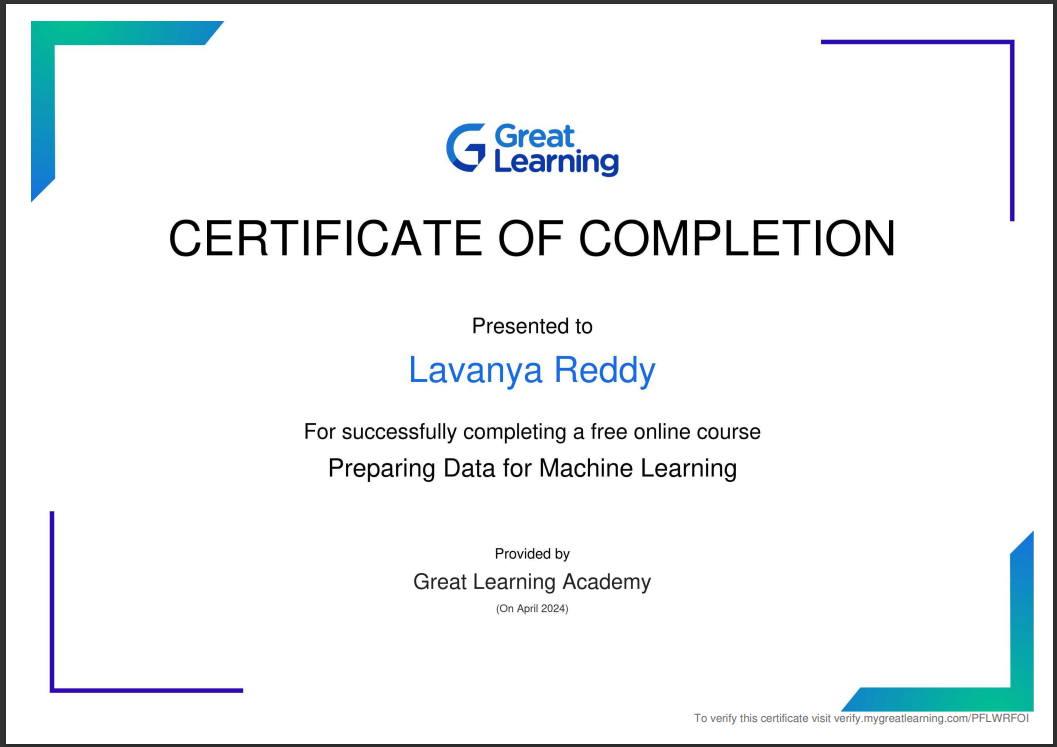 Great
Learning
CERTIFICATE OF COMPLETION
Presented to
Lavanya Reddy
For successfully completing a free online course
Preparing Data for Machine Learning
Provided by
Great Learning Academy
(On April 2024)
To verify this certificate visit verify.mygreatlearning.com/PFLWRFOI